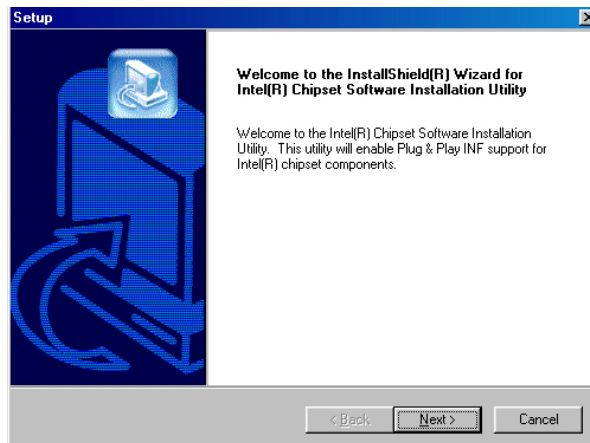 Setup
Welcome to the InstallShield(R) Wizard for
Intel(R) Chipset Software Installation Utility
Welcome to the Intel(R) Chipset Software Installation
Utility. This utility will enable Plug & Play INF support for
Intel(R) chipset components.
< Back
Next >
Cancel